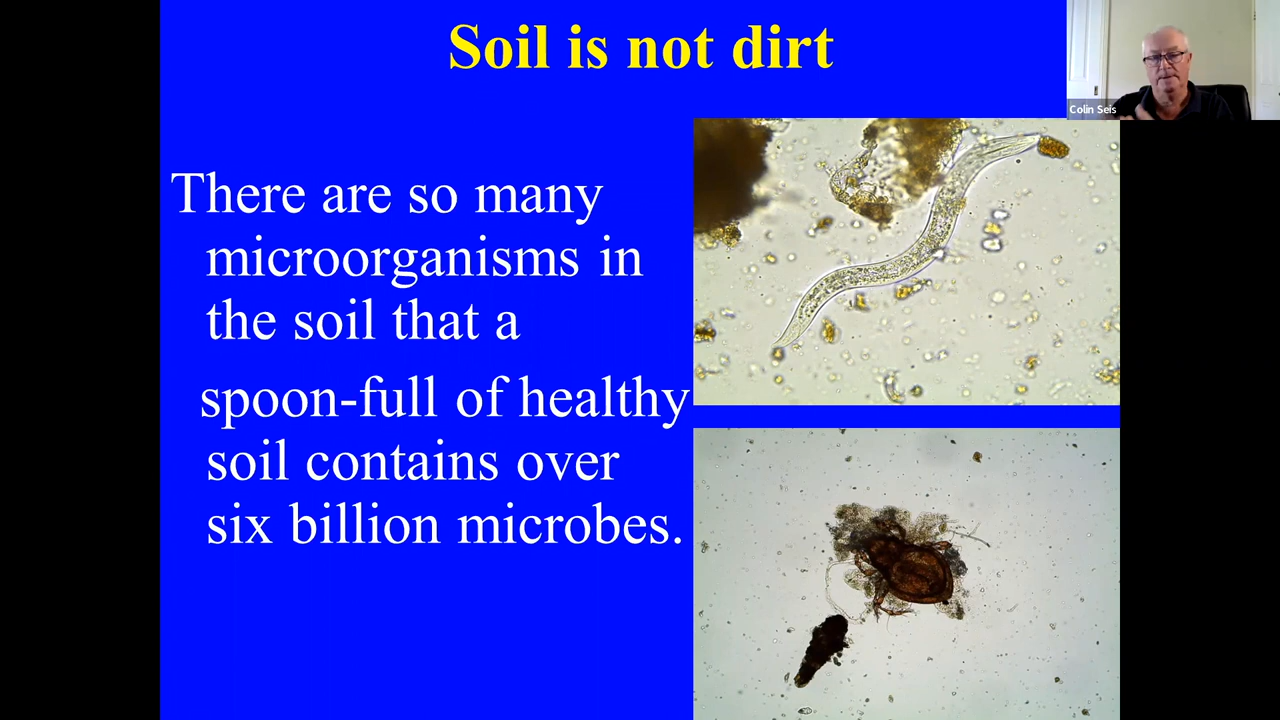 Soil is not dirt
Colin Seis
There are so many
microorganisms in
the soil that a
spoon-full of healthy
soil contains over
six billion microbes.